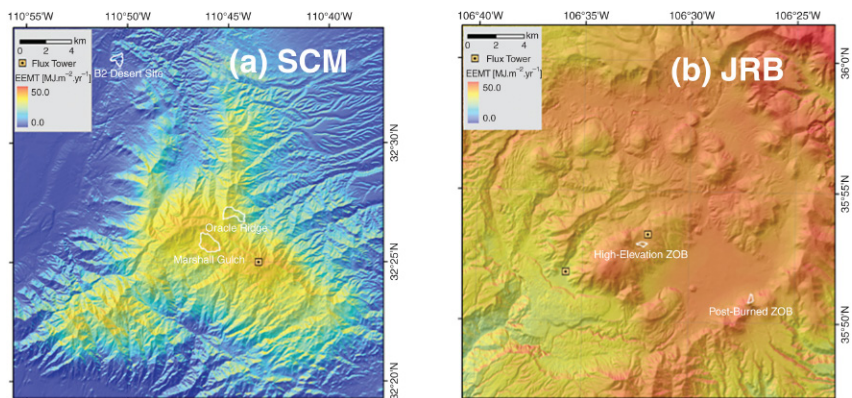 110°55'W 110°50'W 110°45'W 110°40'W
km
0 2 4
Flux Tower
EEMT [MJ.m⁻².yr⁻¹]
50.0
0.0
B2 Desert Site
(a) SCM
Oracle Ridge
Marshall Gulch
32°30'N
32°25'N
32°20'N
106°40'W 106°35'W 106°30'W 106°25'W
km
0 2 4
Flux Tower
EEMT [MJ.m⁻².yr⁻¹]
50.0
0.0
(b) JRB
High-Elevation ZOB
Post-Burned ZOB
36°0'N
35°55'N
35°50'N